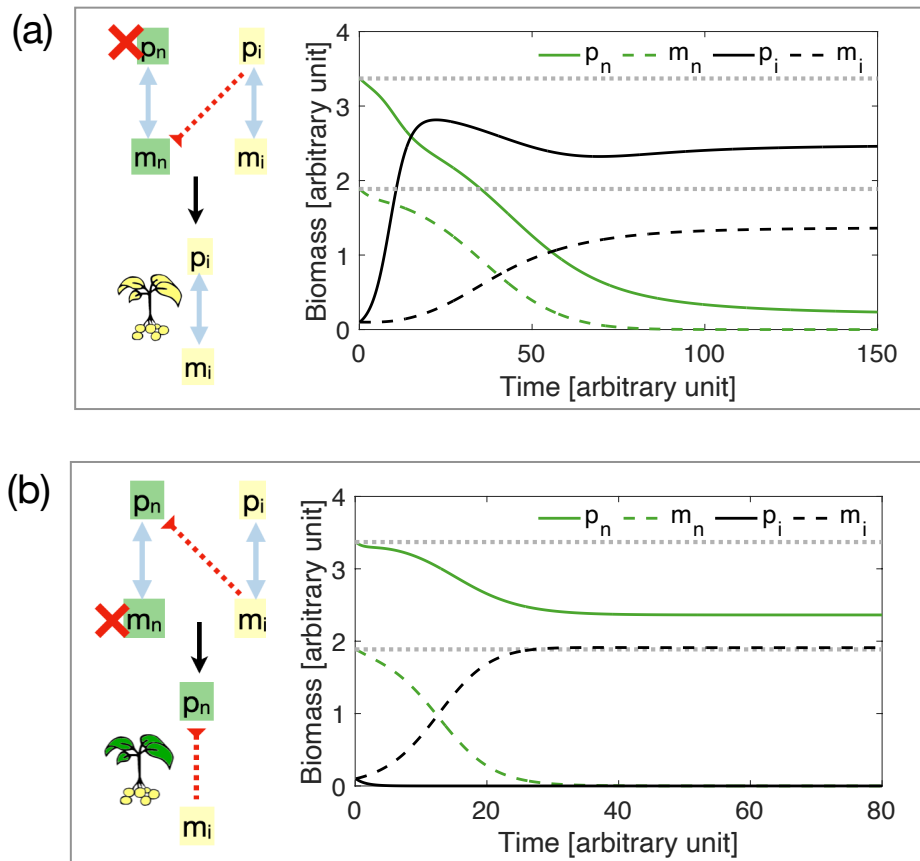 (a)
pn pi
mn mi
pi
mi
pn mn pi mi
Biomass [arbitrary unit]
4
3
2
1
0
0 50 100 150
Time [arbitrary unit]
(b)
pn pi
mn mi
pn
mi
pn mn pi mi
Biomass [arbitrary unit]
4
3
2
1
0
0 20 40 60 80
Time [arbitrary unit]